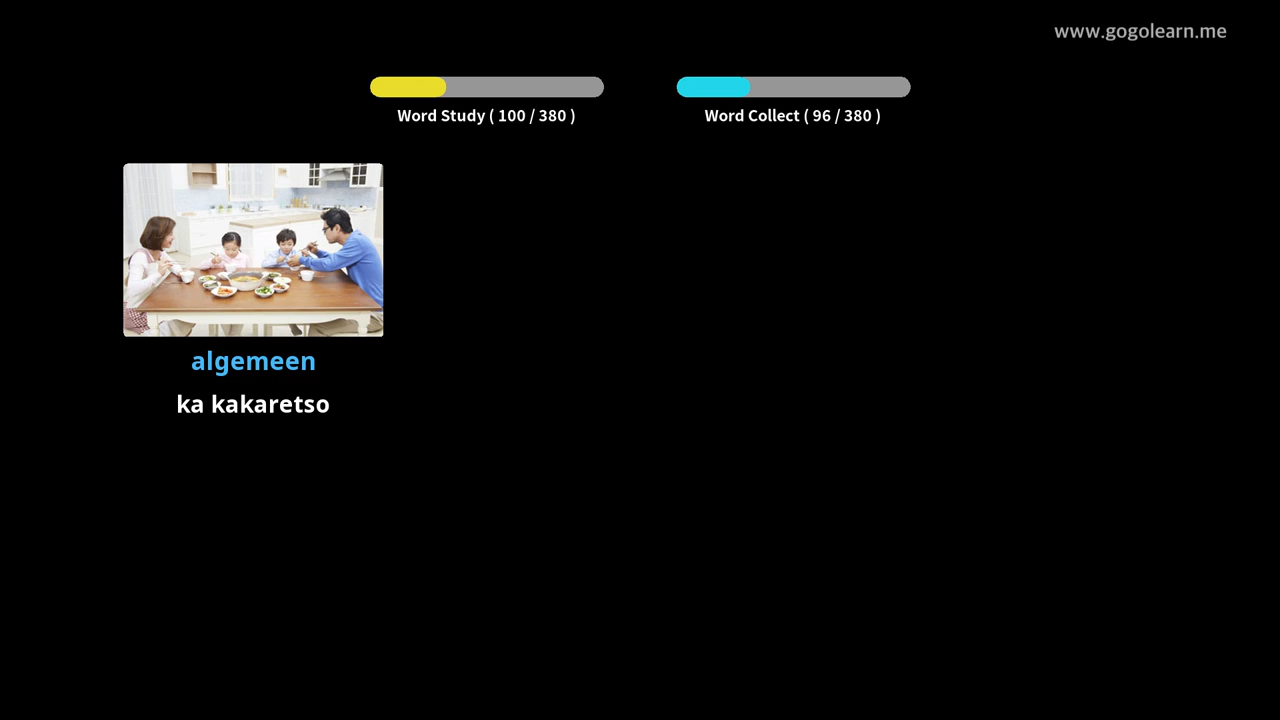 www.gogolearn.me
Word Study ( 100 / 380 )
Word Collect ( 96 / 380 )
algemeen
ka kakaretso